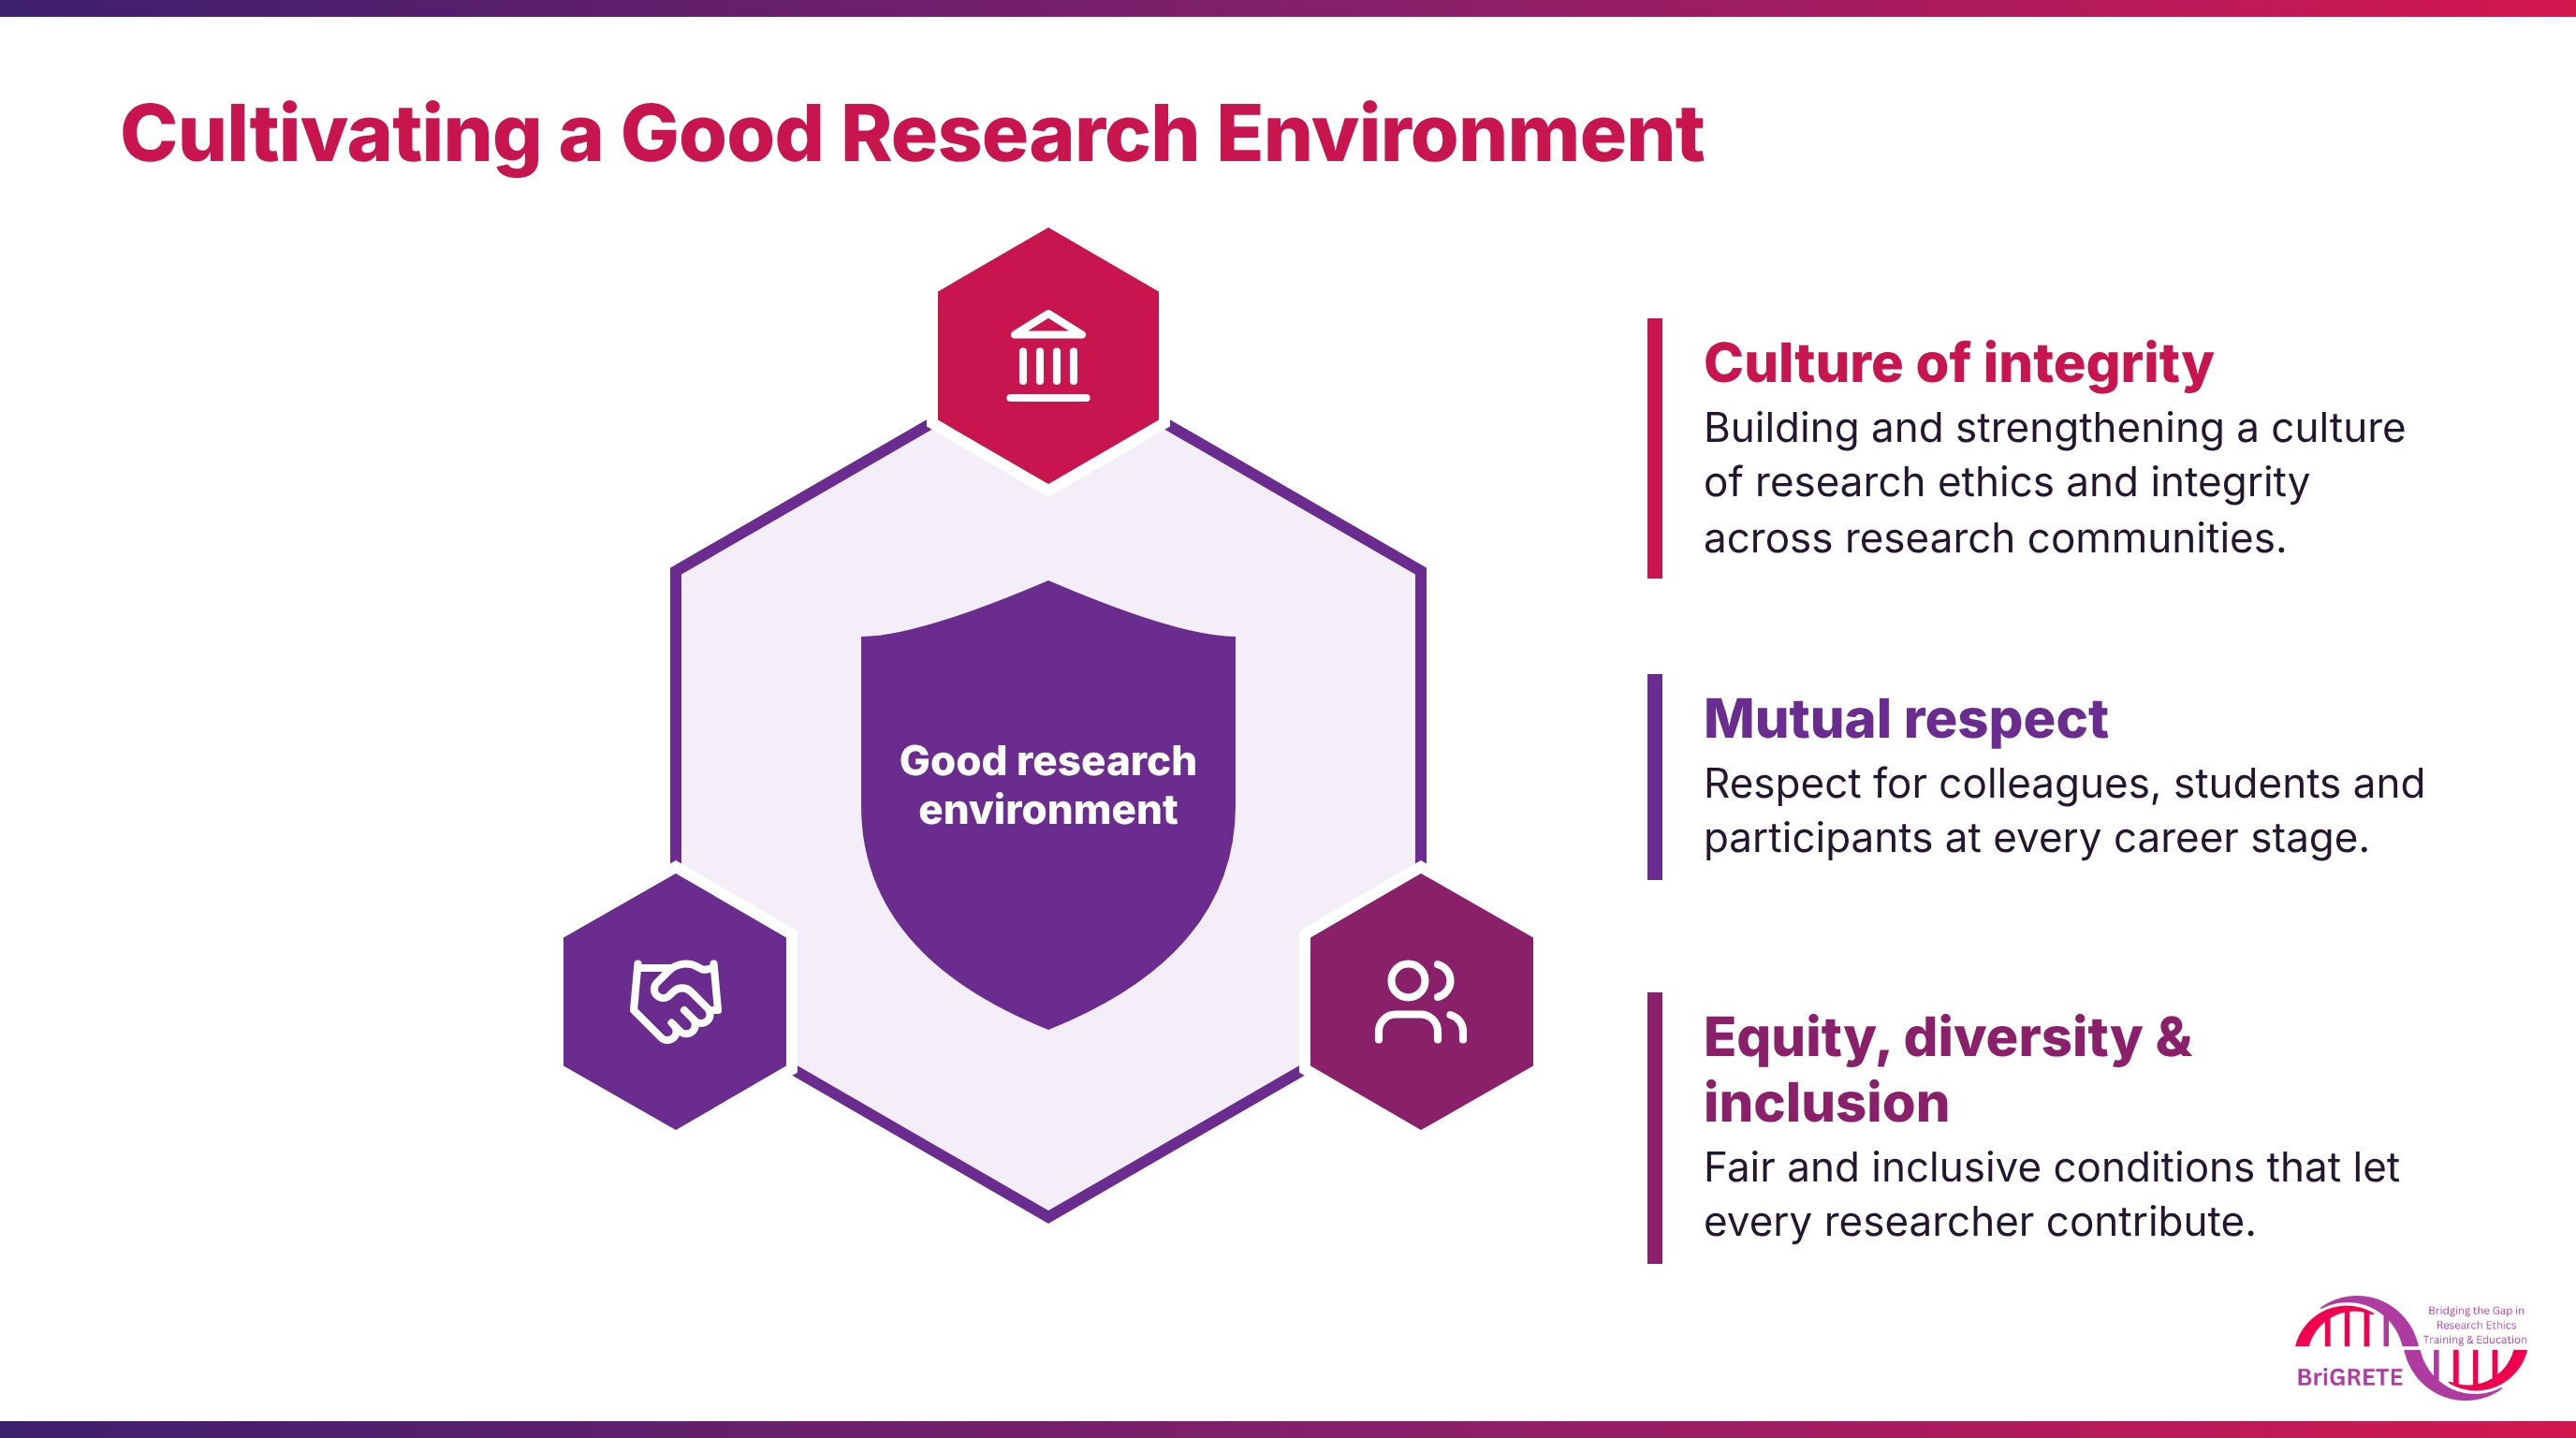 Cultivating a Good Research Environment
Good research
environment
Culture of integrity
Building and strengthening a culture
of research ethics and integrity
across research communities.
Mutual respect
Respect for colleagues, students and
participants at every career stage.
Equity, diversity &
inclusion
Fair and inclusive conditions that let
every researcher contribute.
Bridging the Gap in
Research Ethics
Training & Education
BriGRETE